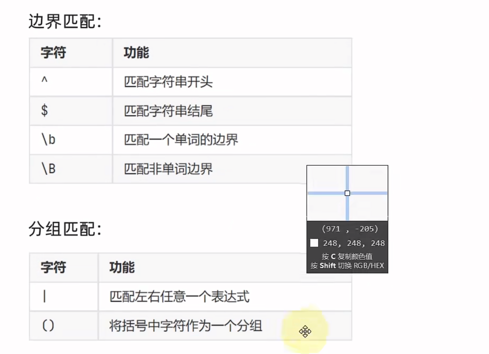 边界匹配：
字符 功能
^ 匹配字符串开头
$ 匹配字符串结尾
\b 匹配一个单词的边界
\B 匹配非单词边界
(971 , -205)
248, 248, 248
按 C 复制颜色值
按 Shift 切换 RGB/HEX
分组匹配：
字符 功能
| 匹配左右任意一个表达式
() 将括号中字符作为一个分组